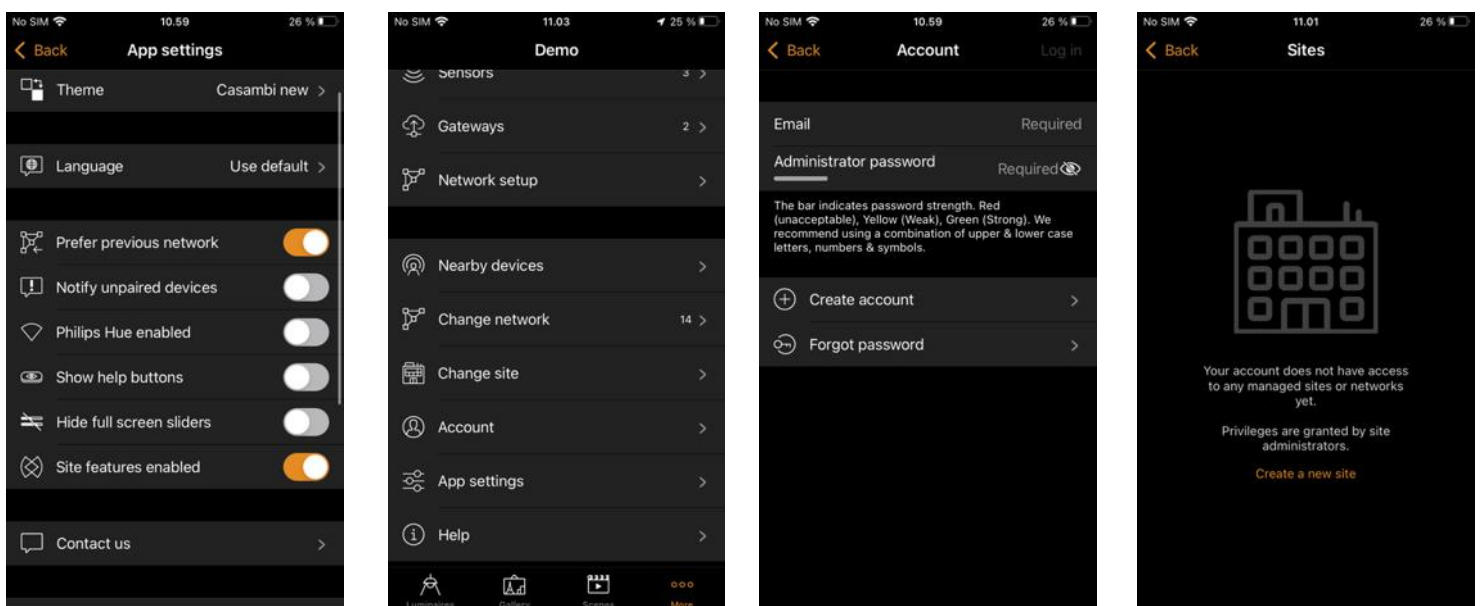 No SIM 10.59 26 %
Back App settings
Theme Casambi new >
Language Use default >
Prefer previous network
Notify unpaired devices
Philips Hue enabled
Show help buttons
Hide full screen sliders
Site features enabled
Contact us >
No SIM 11.03 25 %
Demo
Sensors 3 >
Gateways 2 >
Network setup >
Nearby devices >
Change network 14 >
Change site >
Account >
App settings >
Help >
Luminaires Gallery Scenes More
No SIM 10.59 26 %
Back Account Log in
Email Required
Administrator password Required
The bar indicates password strength. Red
(unacceptable), Yellow (Weak), Green (Strong). We
recommend using a combination of upper & lower case
letters, numbers & symbols.
Create account >
Forgot password >
No SIM 11.01 26 %
Back Sites
Your account does not have access
to any managed sites or networks
yet.
Privileges are granted by site
administrators.
Create a new site